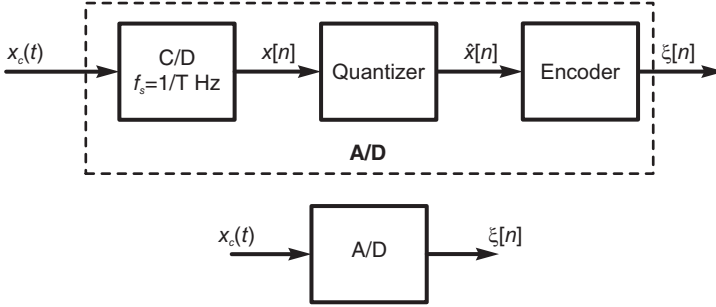 x_c(t)
C/D
f_s=1/T Hz
x[n]
Quantizer
x̂[n]
Encoder
ξ[n]
A/D
x_c(t)
A/D
ξ[n]